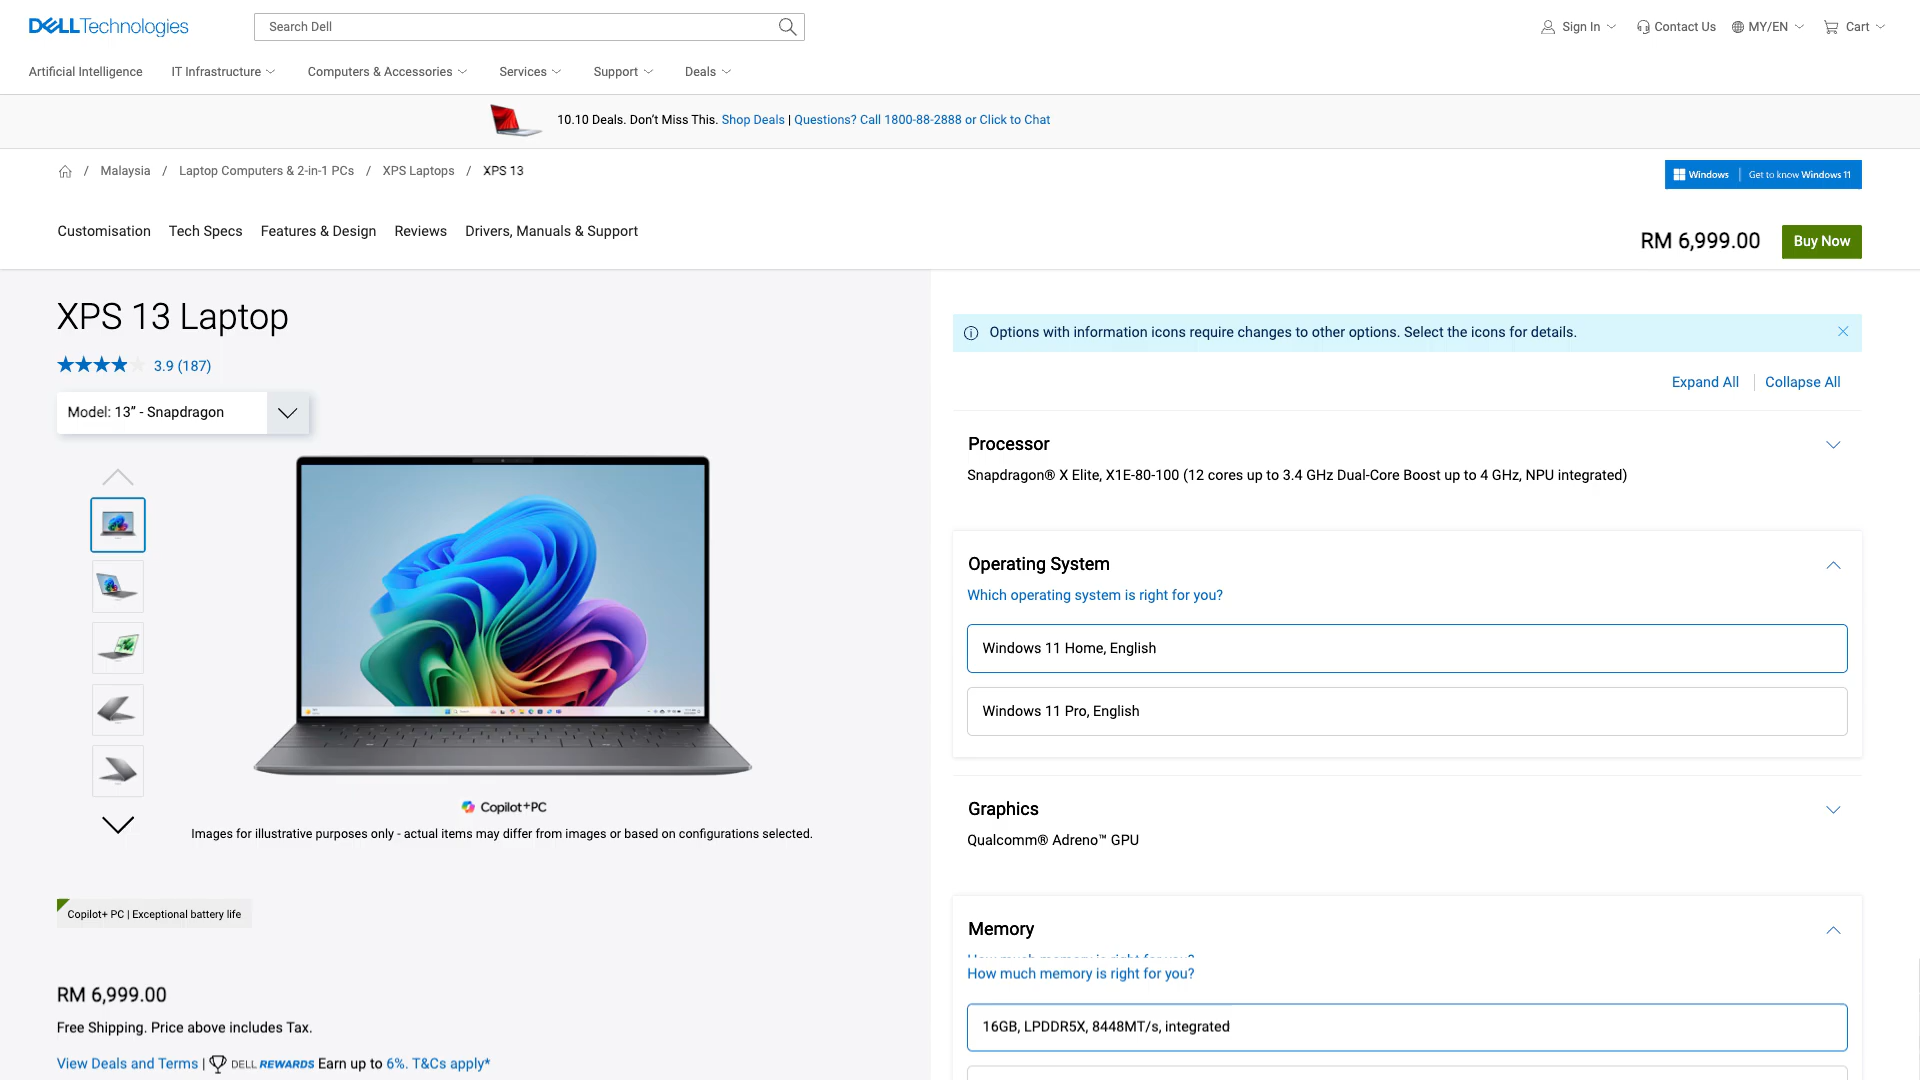 DELL Technologies
Search Dell
Sign In
Contact Us
MY/EN
Cart
Artificial Intelligence
IT Infrastructure
Computers & Accessories
Services
Support
Deals
10.10 Deals. Don't Miss This. Shop Deals | Questions? Call 1800-88-2888 or Click to Chat
/ Malaysia / Laptop Computers & 2-in-1 PCs / XPS Laptops / XPS 13
Windows | Get to know Windows 11
Customisation
Tech Specs
Features & Design
Reviews
Drivers, Manuals & Support
RM 6,999.00
Buy Now
XPS 13 Laptop
3.9 (187)
Model: 13” - Snapdragon
Copilot+PC
Images for illustrative purposes only - actual items may differ from images or based on configurations selected.
Copilot+ PC | Exceptional battery life
RM 6,999.00
Free Shipping. Price above includes Tax.
View Deals and Terms | DELL REWARDS Earn up to 6%. T&Cs apply*
Options with information icons require changes to other options. Select the icons for details.
Expand All
Collapse All
Processor
Snapdragon® X Elite, X1E-80-100 (12 cores up to 3.4 GHz Dual-Core Boost up to 4 GHz, NPU integrated)
Operating System
Which operating system is right for you?
Windows 11 Home, English
Windows 11 Pro, English
Graphics
Qualcomm® Adreno™ GPU
Memory
How much memory is right for you?
16GB, LPDDR5X, 8448MT/s, integrated